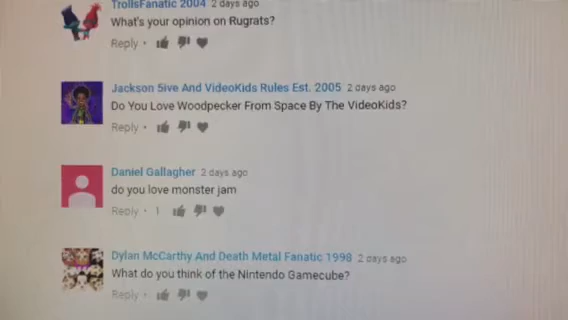 TrollsFanatic 2004 2 days ago
What's your opinion on Rugrats?
Reply •
Jackson 5ive And VideoKids Rules Est. 2005 2 days ago
Do You Love Woodpecker From Space By The VideoKids?
Reply •
Daniel Gallagher 2 days ago
do you love monster jam
Reply • 1
Dylan McCarthy And Death Metal Fanatic 1998 2 days ago
What do you think of the Nintendo Gamecube?
Reply •